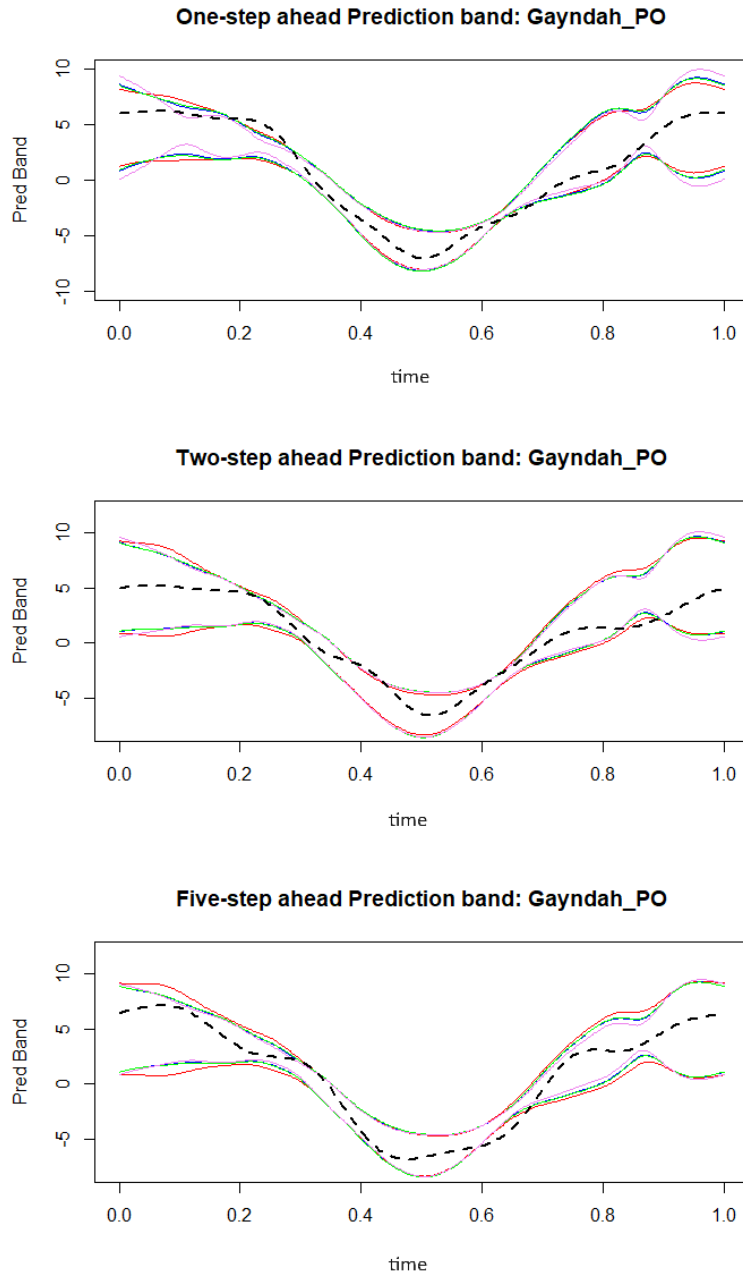 One-step ahead Prediction band: Gayndah_PO
Pred Band
10
5
0
-5
-10
0.0 0.2 0.4 0.6 0.8 1.0
time
Two-step ahead Prediction band: Gayndah_PO
Pred Band
10
5
0
-5
0.0 0.2 0.4 0.6 0.8 1.0
time
Five-step ahead Prediction band: Gayndah_PO
Pred Band
10
5
0
-5
0.0 0.2 0.4 0.6 0.8 1.0
time